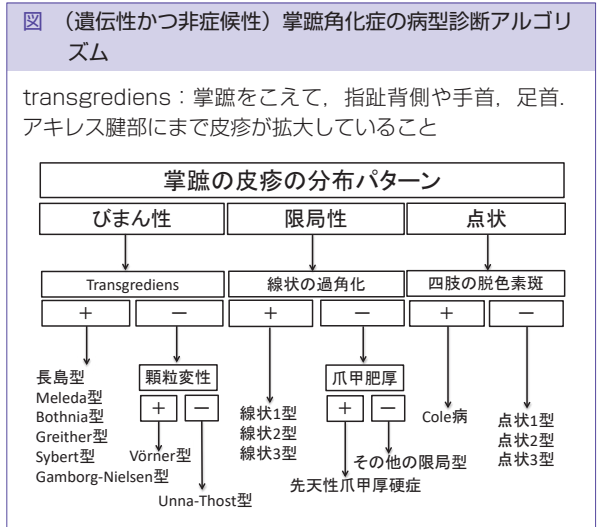 図 （遺伝性かつ非症候性）掌蹠角化症の病型診断アルゴリ
ズム
transgrediens：掌蹠をこえて，指趾背側や手首，足首．
アキレス腱部にまで皮疹が拡大していること
掌蹠の皮疹の分布パターン
びまん性 限局性 点状
Transgrediens 線状の過角化 四肢の脱色素斑
＋ － ＋ － ＋ －
長島型
Meleda型
Bothnia型
Greither型
Sybert型
Gamborg-Nielsen型
顆粒変性
＋ －
Vörner型
Unna-Thost型
線状1型
線状2型
線状3型
爪甲肥厚
＋ －
その他の限局型
先天性爪甲厚硬症
Cole病
点状1型
点状2型
点状3型